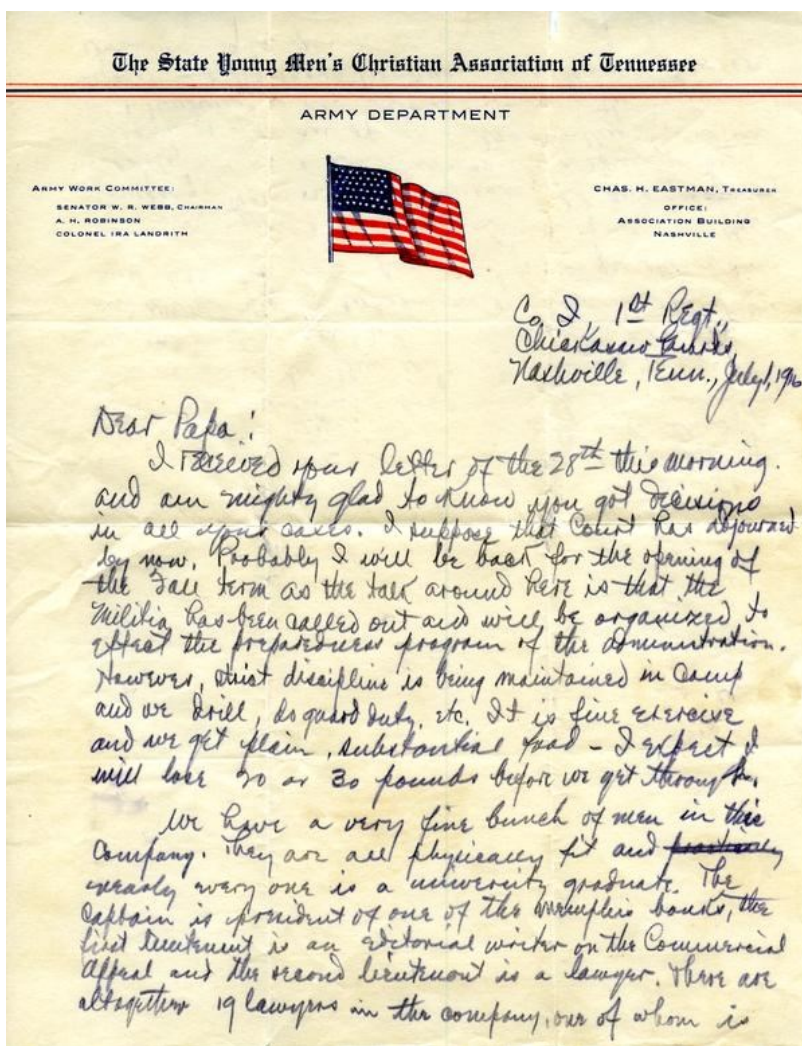 The State Young Men's Christian Association of Tennessee
ARMY DEPARTMENT
ARMY WORK COMMITTEE:
SENATOR W. R. WEBB, CHAIRMAN
A. H. ROBINSON
COLONEL IRA LANDRITH
CHAS. H. EASTMAN, TREASURER
OFFICE:
ASSOCIATION BUILDING
NASHVILLE
Co. I, 1st Regt.,
Chickasaw Guards,
Nashville, Tenn., July 1, 1916
Dear Papa:
I received your letter of the 28th this morning.
and am mighty glad to know you got decisions
in all your cases. I suppose that Court has adjourned
by now. Probably I will be back for the opening of
the Fall term as the talk around here is that the
Militia has been called out and will be organized to
effect the preparedness program of the administration.
However, strict discipline is being maintained in Camp
and we drill, do guard duty, etc. It is fine exercise
and we get plain, substantial food - I expect I
will lose 20 or 30 pounds before we get through.
We have a very fine bunch of men in this
Company. They are all physically fit and practically
nearly every one is a university graduate. The
Captain is president of one of the Memphis banks, the
first lieutenant is an editorial writer on the Commercial
Appeal and the second lieutenant is a lawyer. There are
altogether 19 lawyers in the company, one of whom is